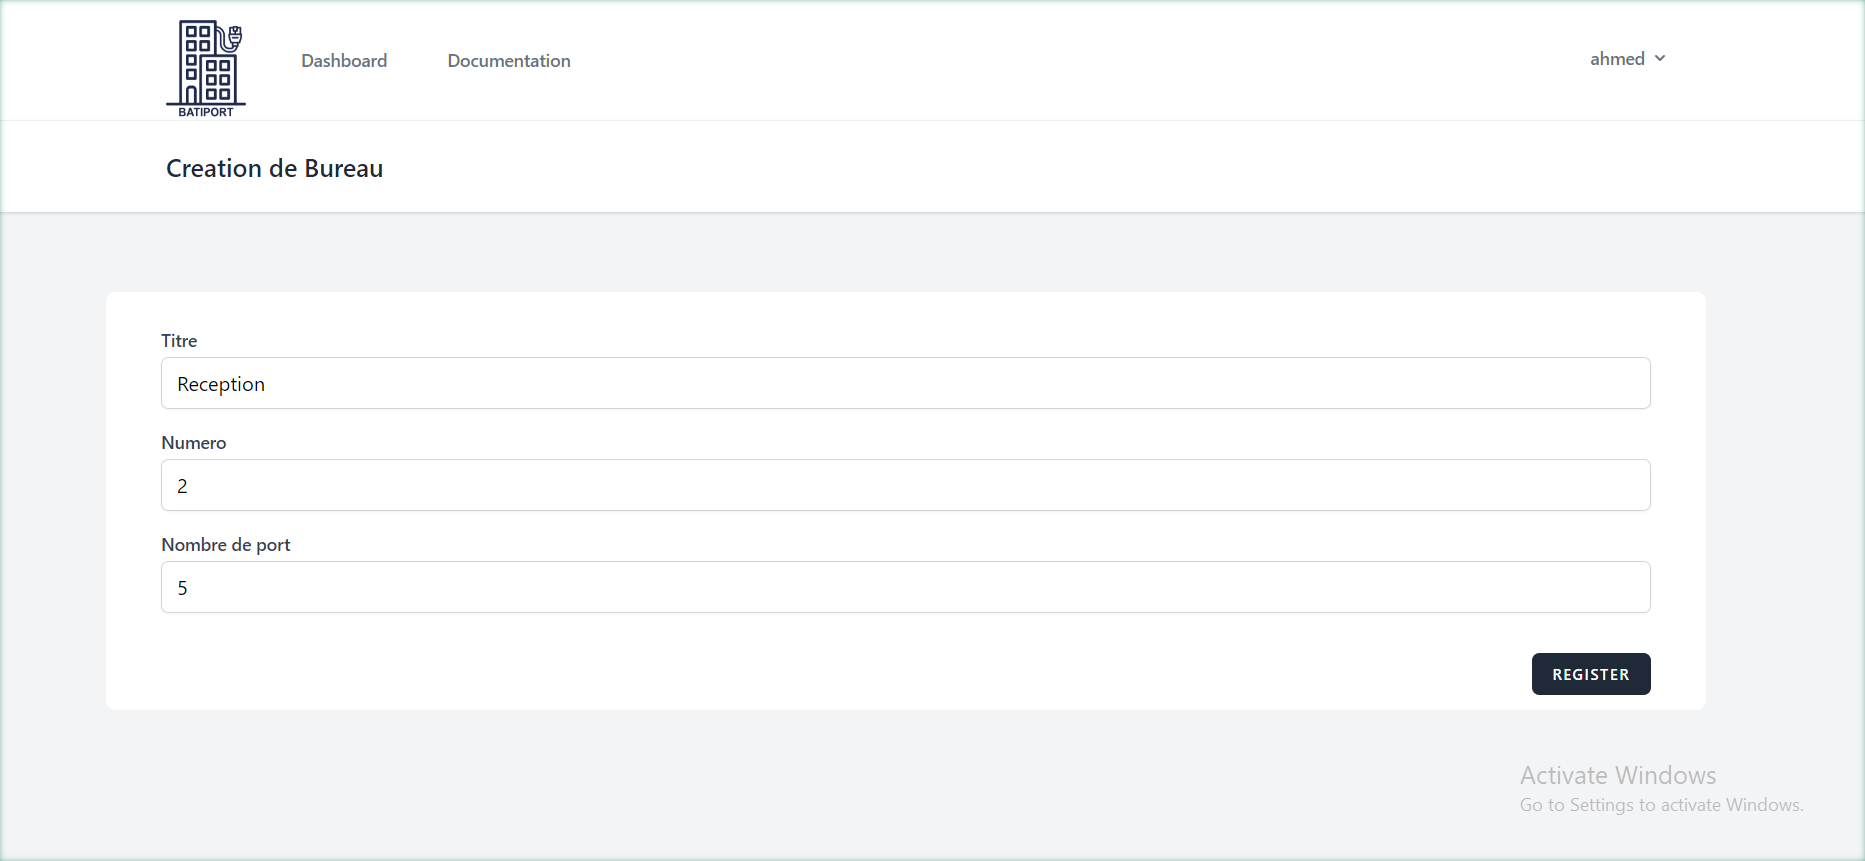 BATIPORT
Dashboard
Documentation
ahmed
Creation de Bureau
Titre
Reception
Numero
2
Nombre de port
5
REGISTER
Activate Windows
Go to Settings to activate Windows.